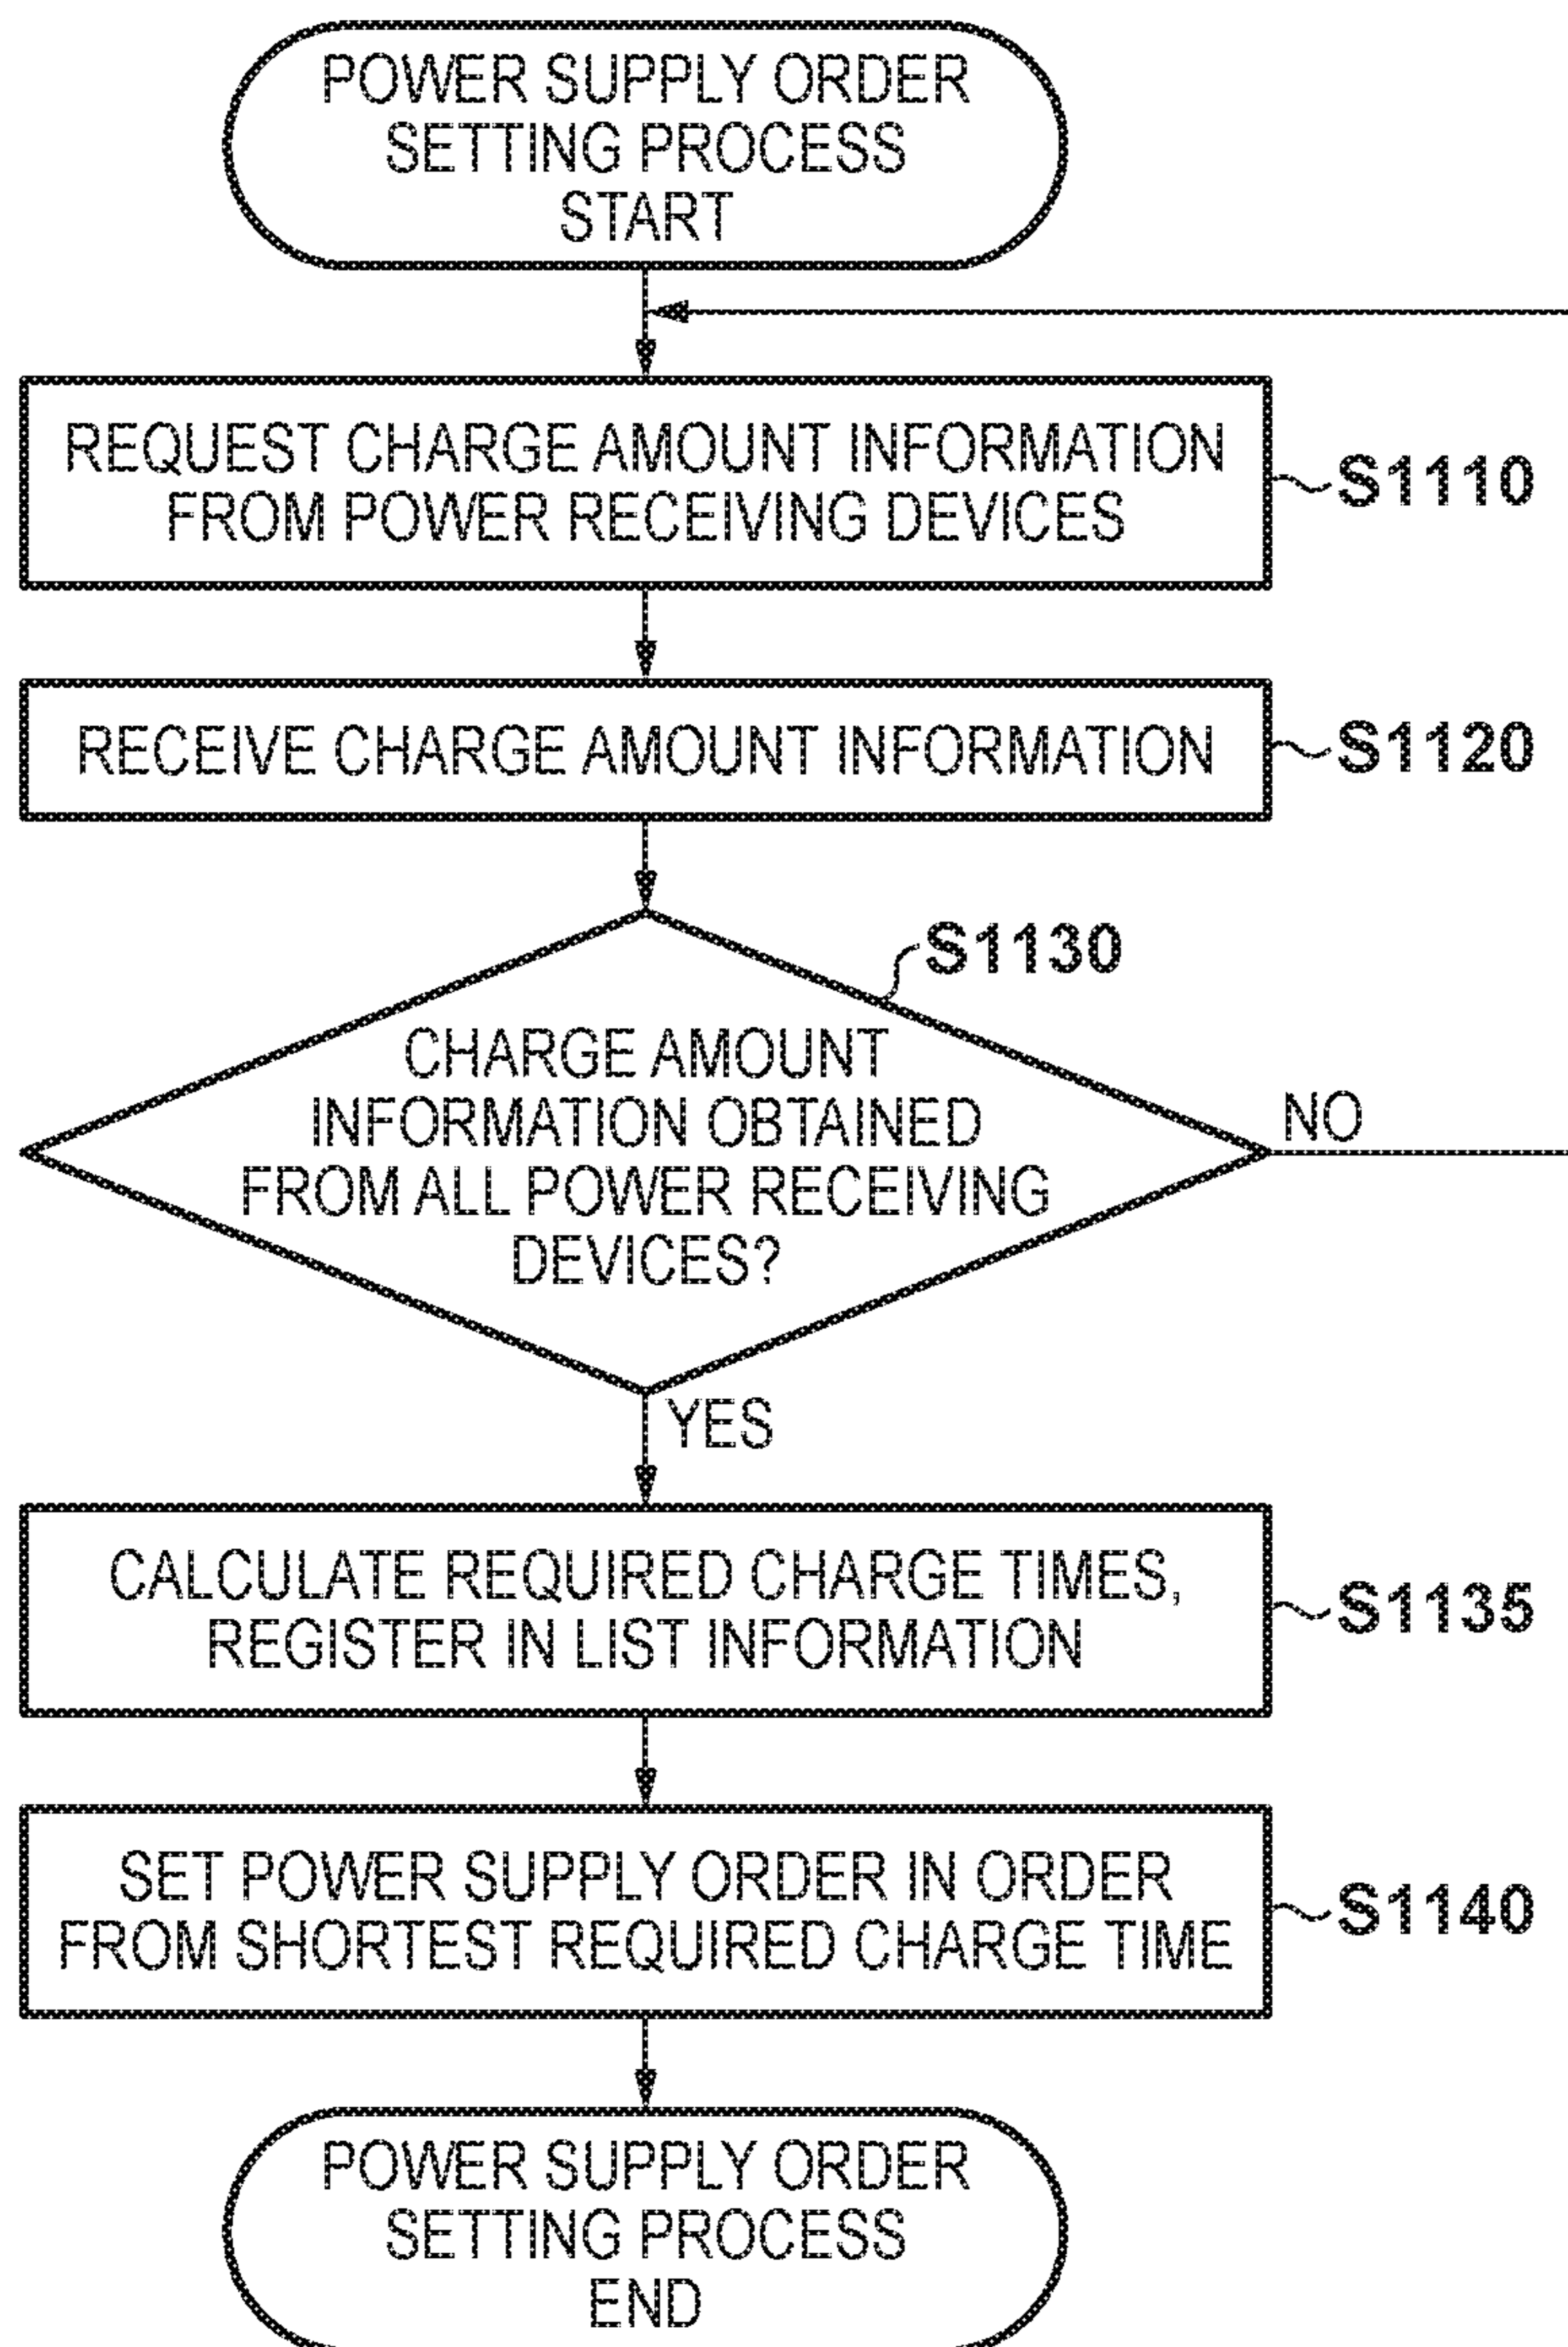 POWER SUPPLY ORDER
SETTING PROCESS
START
REQUEST CHARGE AMOUNT INFORMATION
FROM POWER RECEIVING DEVICES
S1110
RECEIVE CHARGE AMOUNT INFORMATION
S1120
S1130
CHARGE AMOUNT
INFORMATION OBTAINED
FROM ALL POWER RECEIVING
DEVICES?
NO
YES
CALCULATE REQUIRED CHARGE TIMES,
REGISTER IN LIST INFORMATION
S1135
SET POWER SUPPLY ORDER IN ORDER
FROM SHORTEST REQUIRED CHARGE TIME
S1140
POWER SUPPLY ORDER
SETTING PROCESS
END